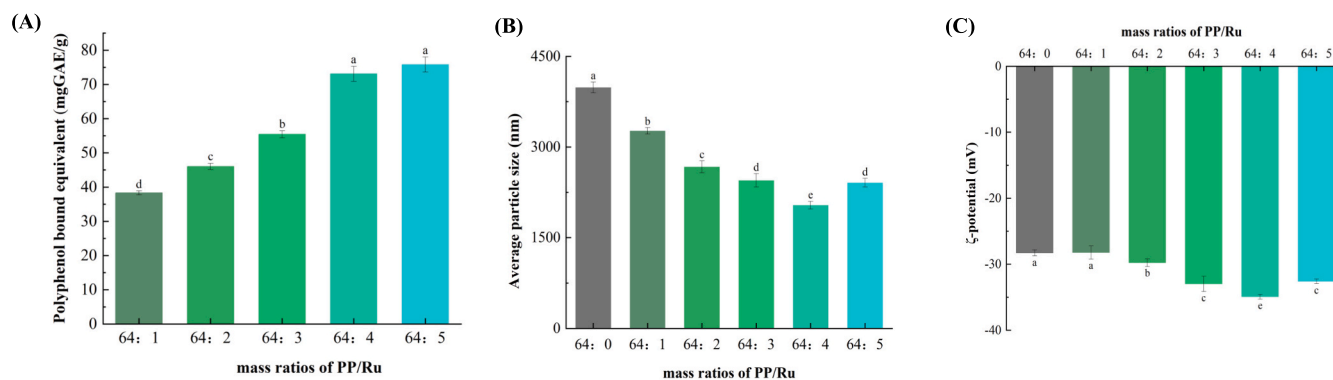 (A)
Polyphenol bound equivalent (mgGAE/g)
80
70
60
50
40
30
20
10
0
d
c
b
a
a
64：1 64：2 64：3 64：4 64：5
mass ratios of PP/Ru
(B)
Average particle size (nm)
4500
3000
1500
0
a
b
c
d
e
d
64：0 64：1 64：2 64：3 64：4 64：5
mass ratios of PP/Ru
(C)
mass ratios of PP/Ru
64：0 64：1 64：2 64：3 64：4 64：5
ζ-potential (mV)
0
-10
-20
-30
-40
a
a
b
c
e
c